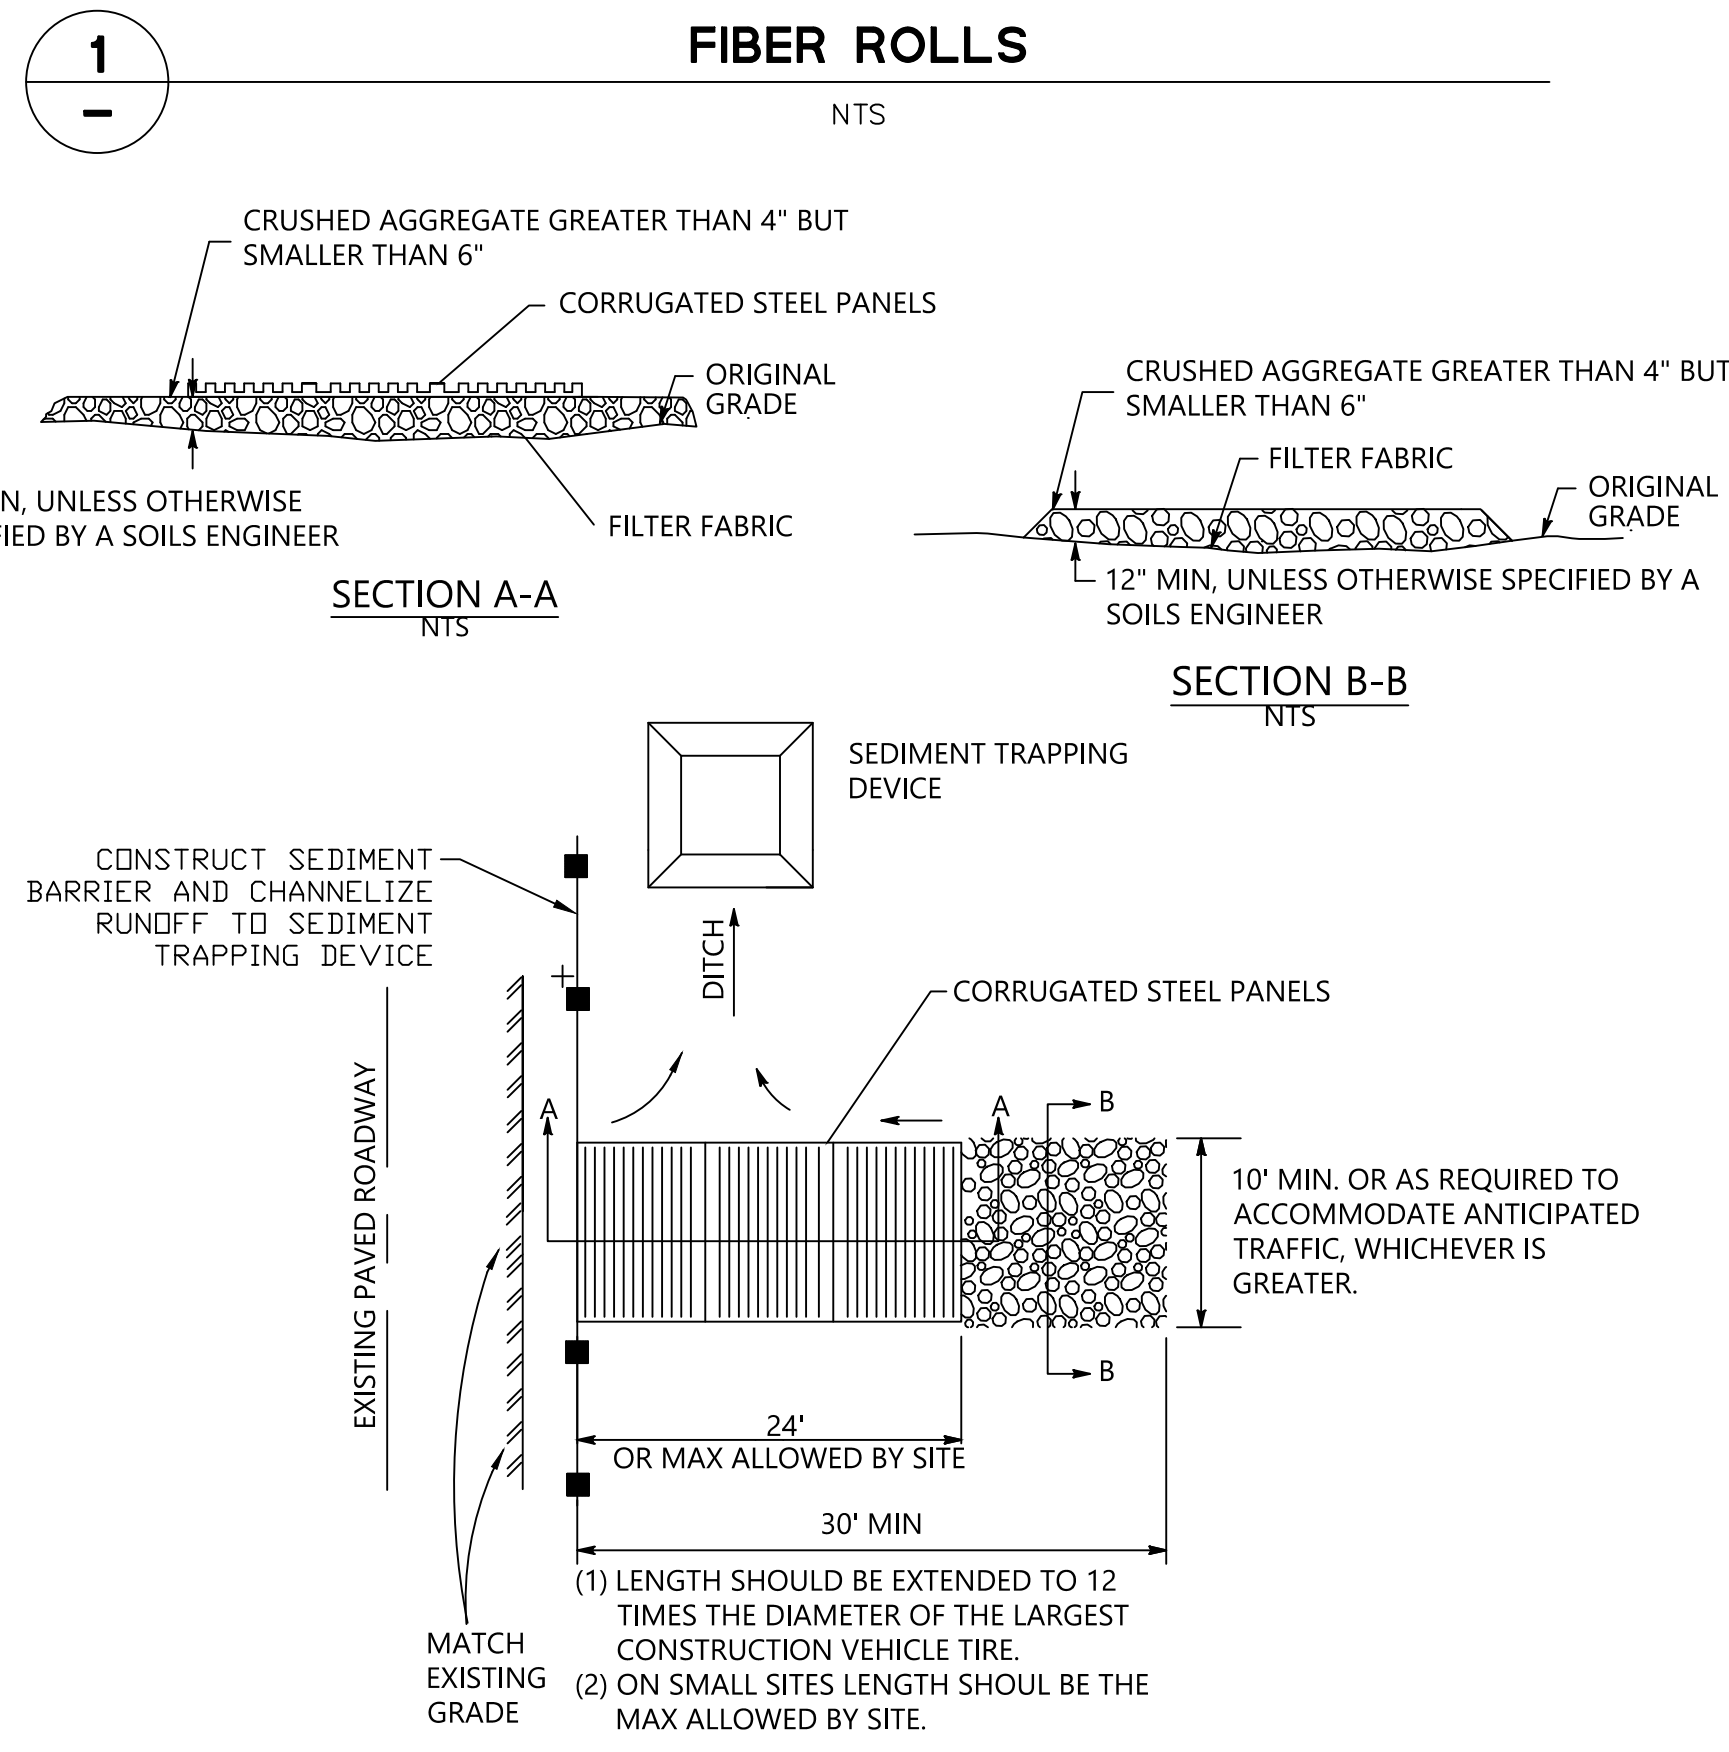 1
–
FIBER ROLLS
NTS
CRUSHED AGGREGATE GREATER THAN 4" BUT
SMALLER THAN 6"
CORRUGATED STEEL PANELS
ORIGINAL
GRADE
N, UNLESS OTHERWISE
FIED BY A SOILS ENGINEER
FILTER FABRIC
SECTION A-A
NTS
CRUSHED AGGREGATE GREATER THAN 4" BUT
SMALLER THAN 6"
FILTER FABRIC
ORIGINAL
GRADE
12" MIN, UNLESS OTHERWISE SPECIFIED BY A
SOILS ENGINEER
SECTION B-B
NTS
SEDIMENT TRAPPING
DEVICE
CONSTRUCT SEDIMENT
BARRIER AND CHANNELIZE
RUNOFF TO SEDIMENT
TRAPPING DEVICE
DITCH
CORRUGATED STEEL PANELS
EXISTING PAVED ROADWAY
A
A
B
10' MIN. OR AS REQUIRED TO
ACCOMMODATE ANTICIPATED
TRAFFIC, WHICHEVER IS
GREATER.
B
24'
OR MAX ALLOWED BY SITE
30' MIN
(1) LENGTH SHOULD BE EXTENDED TO 12
TIMES THE DIAMETER OF THE LARGEST
CONSTRUCTION VEHICLE TIRE.
(2) ON SMALL SITES LENGTH SHOUL BE THE
MAX ALLOWED BY SITE.
MATCH
EXISTING
GRADE